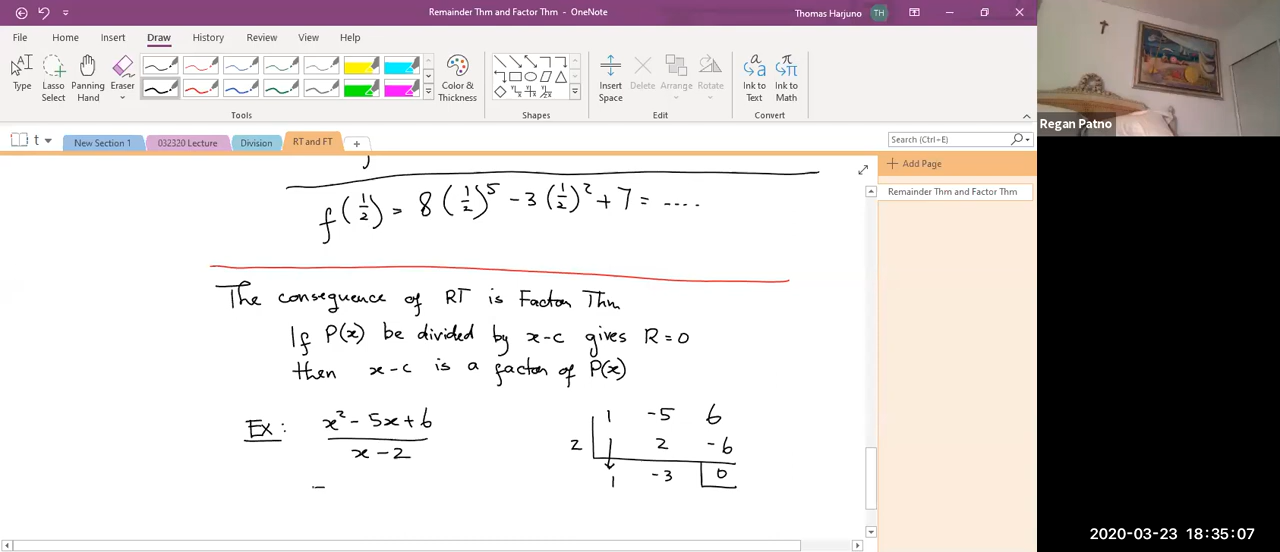 Remainder Thm and Factor Thm - OneNote
Thomas Harjuno TH
File Home Insert Draw History Review View Help
Type Lasso Select Panning Hand Eraser
Color & Thickness
Insert Space Delete Arrange Rotate
Ink to Text Ink to Math
Tools Shapes Edit Convert
t New Section 1 032320 Lecture Division RT and FT +
Search (Ctrl+E)
Add Page
Remainder Thm and Factor Thm
Regan Patno
f(1/2) = 8(1/2)^5 - 3(1/2)^2 + 7 = ....
The consequence of RT is Factor Thm
If P(x) be divided by x-c gives R = 0
then x-c is a factor of P(x)
Ex: x² - 5x + 6
x - 2
1 -5 6
2 2 -6
1 -3 0
2020-03-23 18:35:07